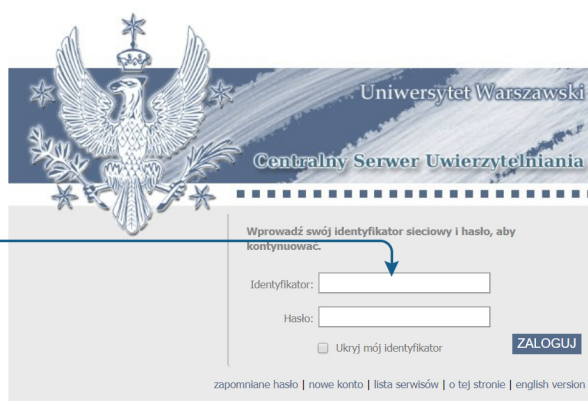 Uniwersytet Warszawski
Centralny Serwer Uwierzytelniania
Wprowadź swój identyfikator sieciowy i hasło, aby
kontynuować.
Identyfikator:
Hasło:
Ukryj mój identyfikator
ZALOGUJ
zapomniane hasło | nowe konto | lista serwisów | o tej stronie | english version